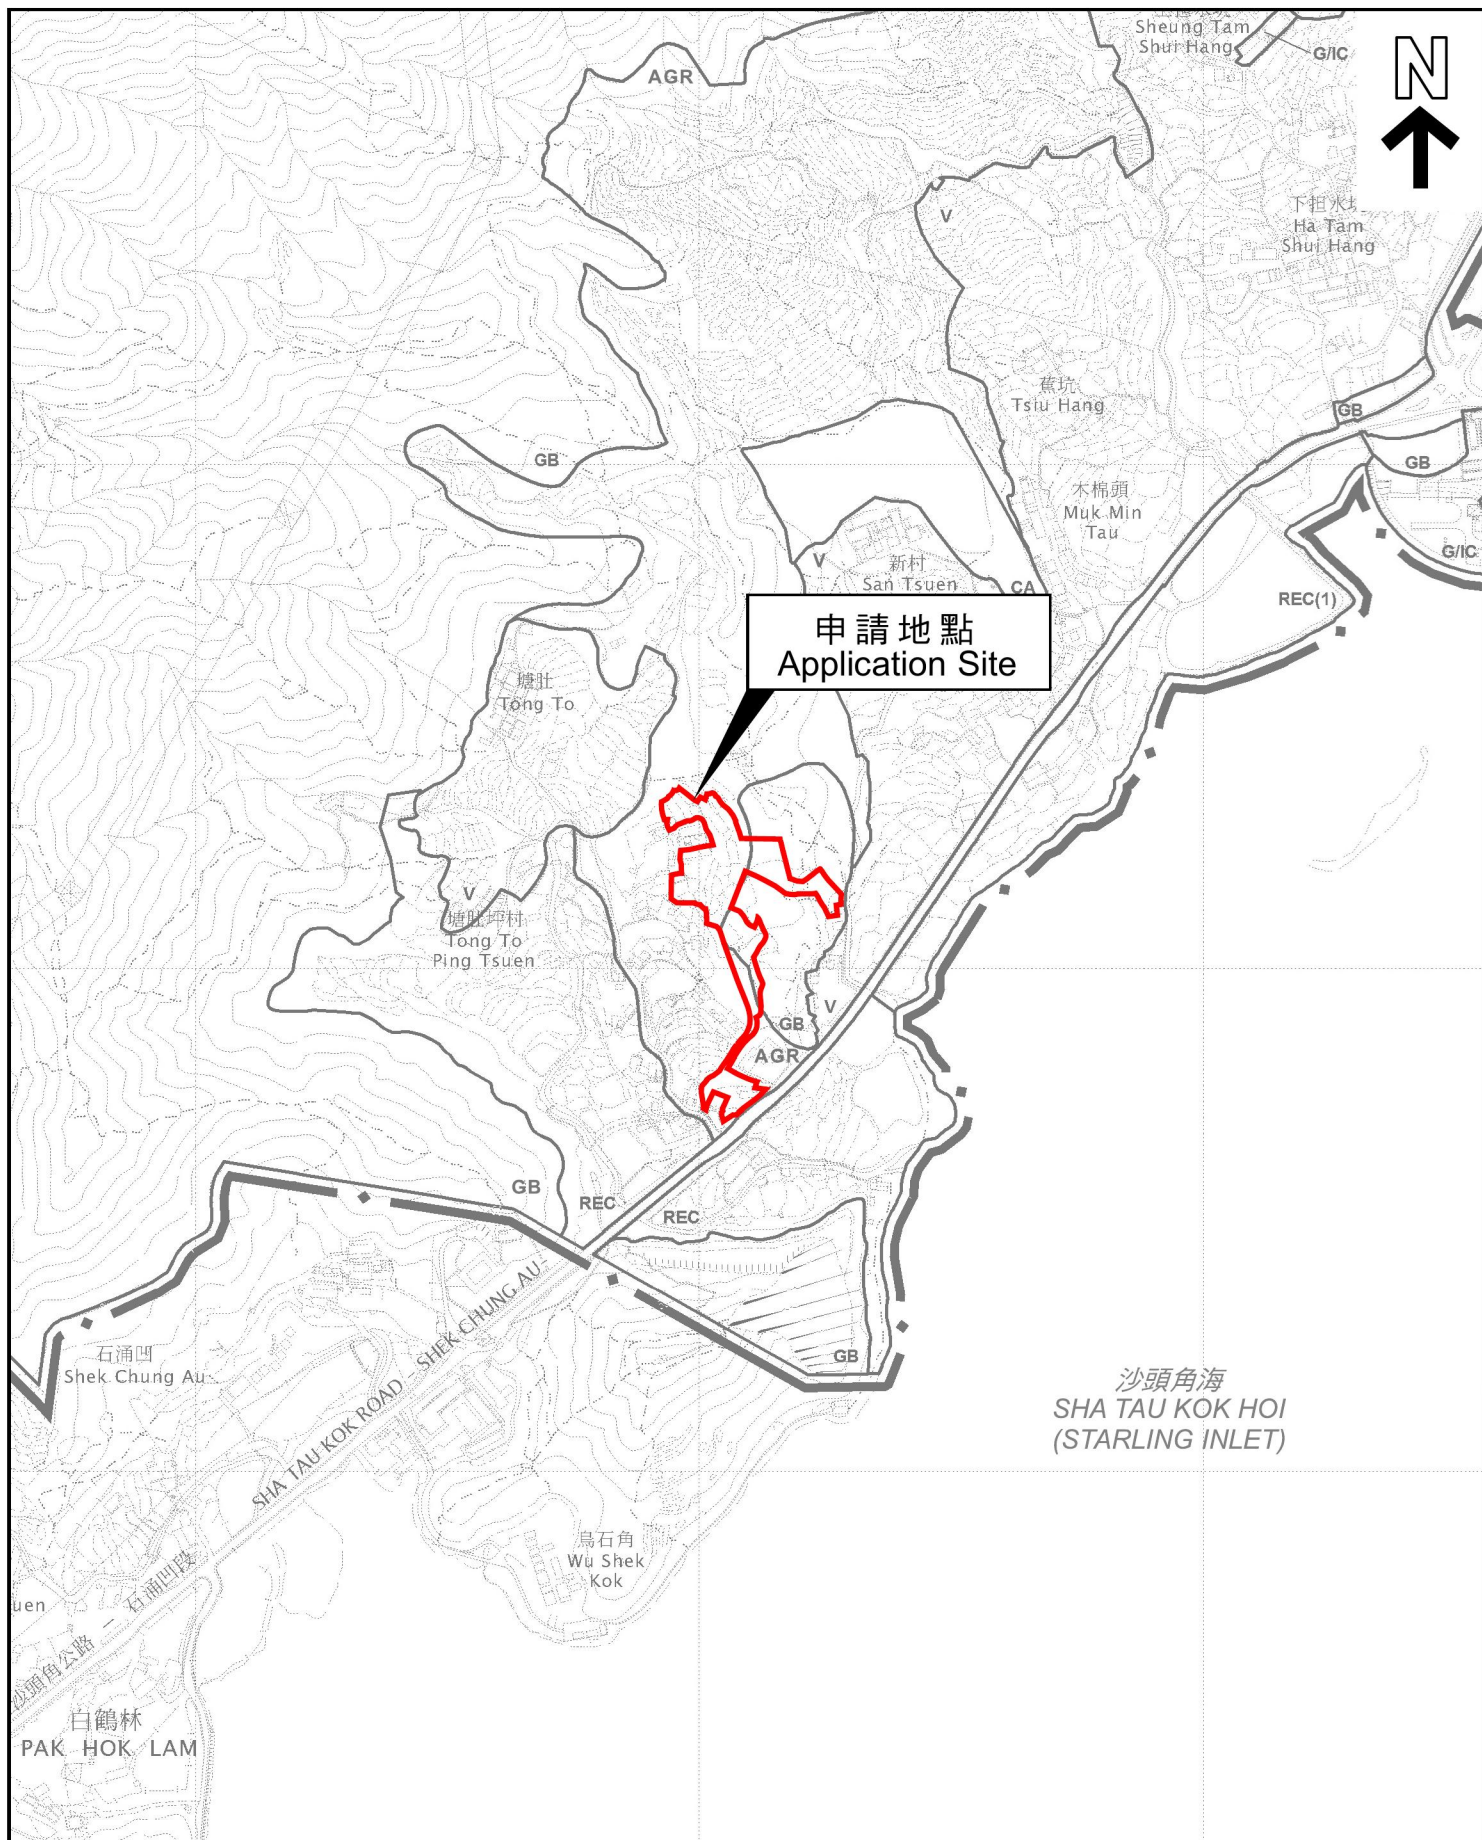 Sheung Tam
Shui Hang
G/IC
N
AGR
V
下担水坑
Ha Tam
Shui Hang
蕉坑
Tsiu Hang
GB
GB
GB
木棉頭
Muk Min
Tau
G/IC
新村
San Tsuen
V
CA
REC(1)
申請地點
Application Site
塘肚
Tong To
V
塘肚坪村
Tong To
Ping Tsuen
V
GB
AGR
GB
REC
REC
GB
石涌凹
Shek Chung Au
SHA TAU KOK ROAD - SHEK CHUNG AU
沙頭角海
SHA TAU KOK HOI
(STARLING INLET)
烏石角
Wu Shek
Kok
uen
沙頭角公路 - 石涌凹段
白鶴林
PAK HOK LAM